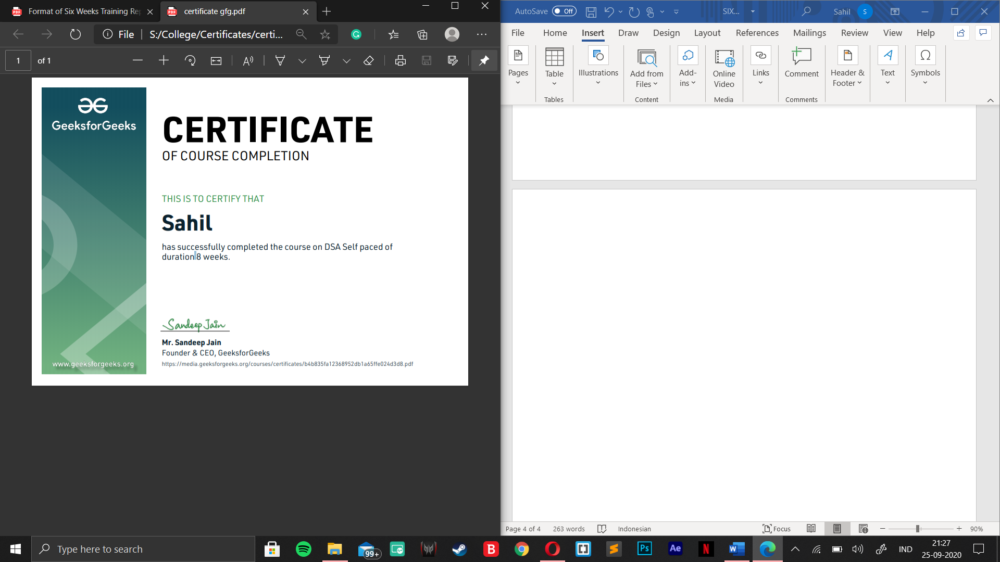 Format of Six Weeks Training Rep
certificate gfg.pdf
File
S:/College/Certificates/certi...
1
of 1
GeeksforGeeks
CERTIFICATE
OF COURSE COMPLETION
THIS IS TO CERTIFY THAT
Sahil
has successfully completed the course on DSA Self paced of
duration 8 weeks.
Sandeep Jain
Mr. Sandeep Jain
Founder & CEO, GeeksforGeeks
https://media.geeksforgeeks.org/courses/certificates/b4b835fa12368952db1a65ffe024d3d8.pdf
www.geeksforgeeks.org
AutoSave Off
SIX...
Sahil
S
File Home Insert Draw Design Layout References Mailings Review View Help
Pages
Table
Illustrations
Add from
Files
Add-
ins
Online
Video
Links
Comment
Header &
Footer
Text
Symbols
Tables
Content
Media
Comments
Page 4 of 4
263 words
Indonesian
Focus
90%
Type here to search
99+
B
Ps
Ae
N
W
IND
21:27
25-09-2020